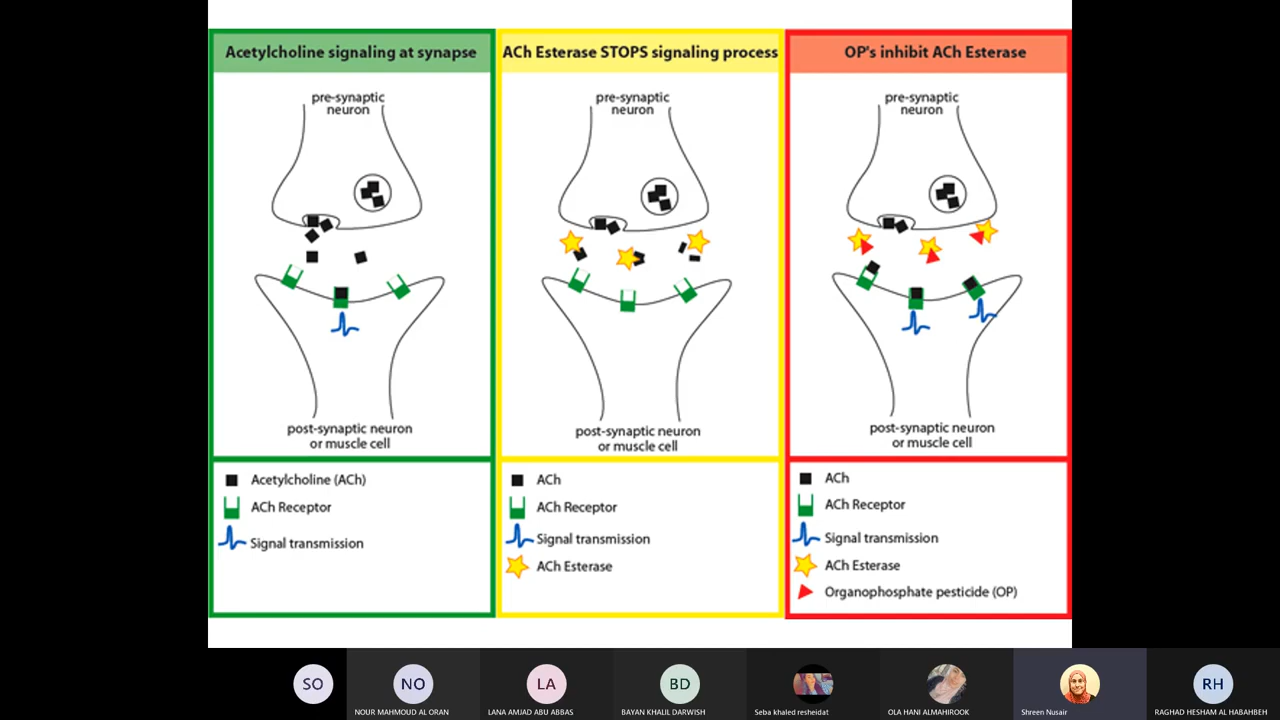 Acetylcholine signaling at synapse
pre-synaptic
neuron
post-synaptic neuron
or muscle cell
Acetylcholine (ACh)
ACh Receptor
Signal transmission
ACh Esterase STOPS signaling process
pre-synaptic
neuron
post-synaptic neuron
or muscle cell
ACh
ACh Receptor
Signal transmission
ACh Esterase
OP's inhibit ACh Esterase
pre-synaptic
neuron
post-synaptic neuron
or muscle cell
ACh
ACh Receptor
Signal transmission
ACh Esterase
Organophosphate pesticide (OP)
SO
NO
NOUR MAHMOUD AL ORAN
LA
LANA AMJAD ABU ABBAS
BD
BAYAN KHALIL DARWISH
Seba khaled resheidat
OLA HANI ALMAHIROOK
Shreen Nusair
RH
RAGHAD HESHAM AL HABAHBEH